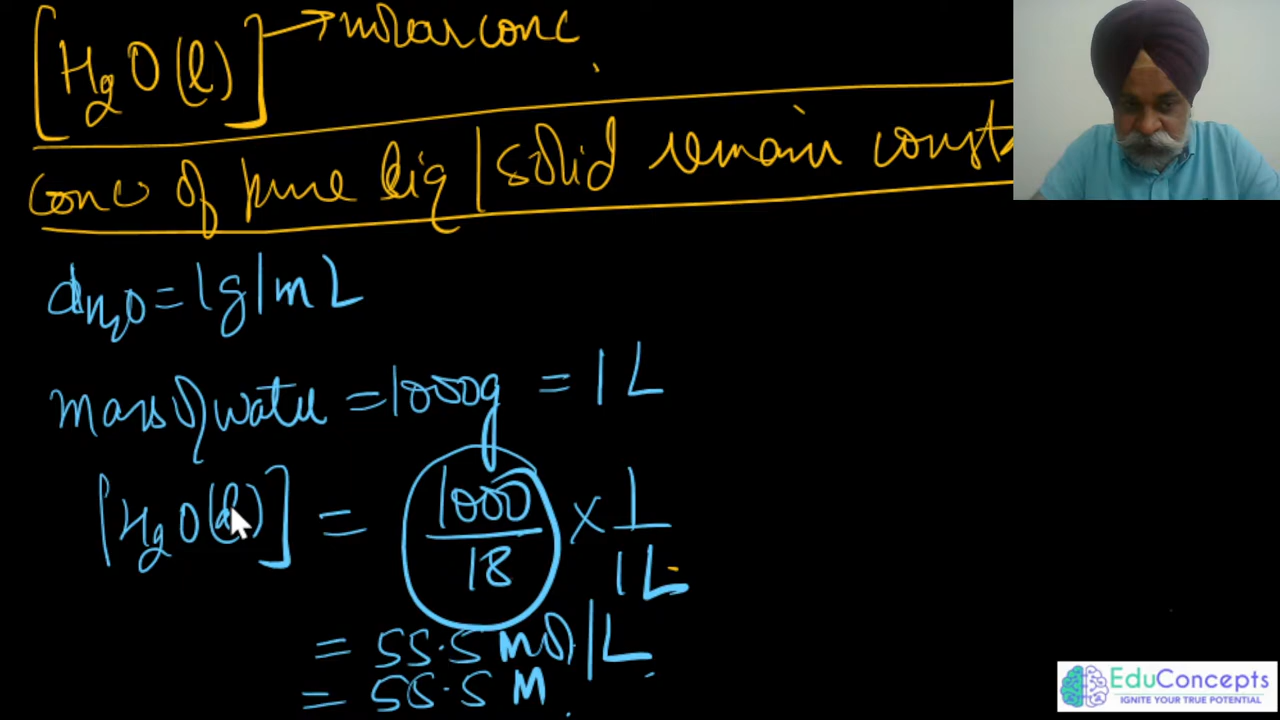 [H2O(l)] → molar conc.
conc of pure liq | solid remain consta
dH2O = 1g/mL
mass of water = 1000g = 1L
[H2O(l)] = 1000/18 × 1/1L
= 55.5 mol/L.
= 55.5 M.
EduConcepts
IGNITE YOUR TRUE POTENTIAL